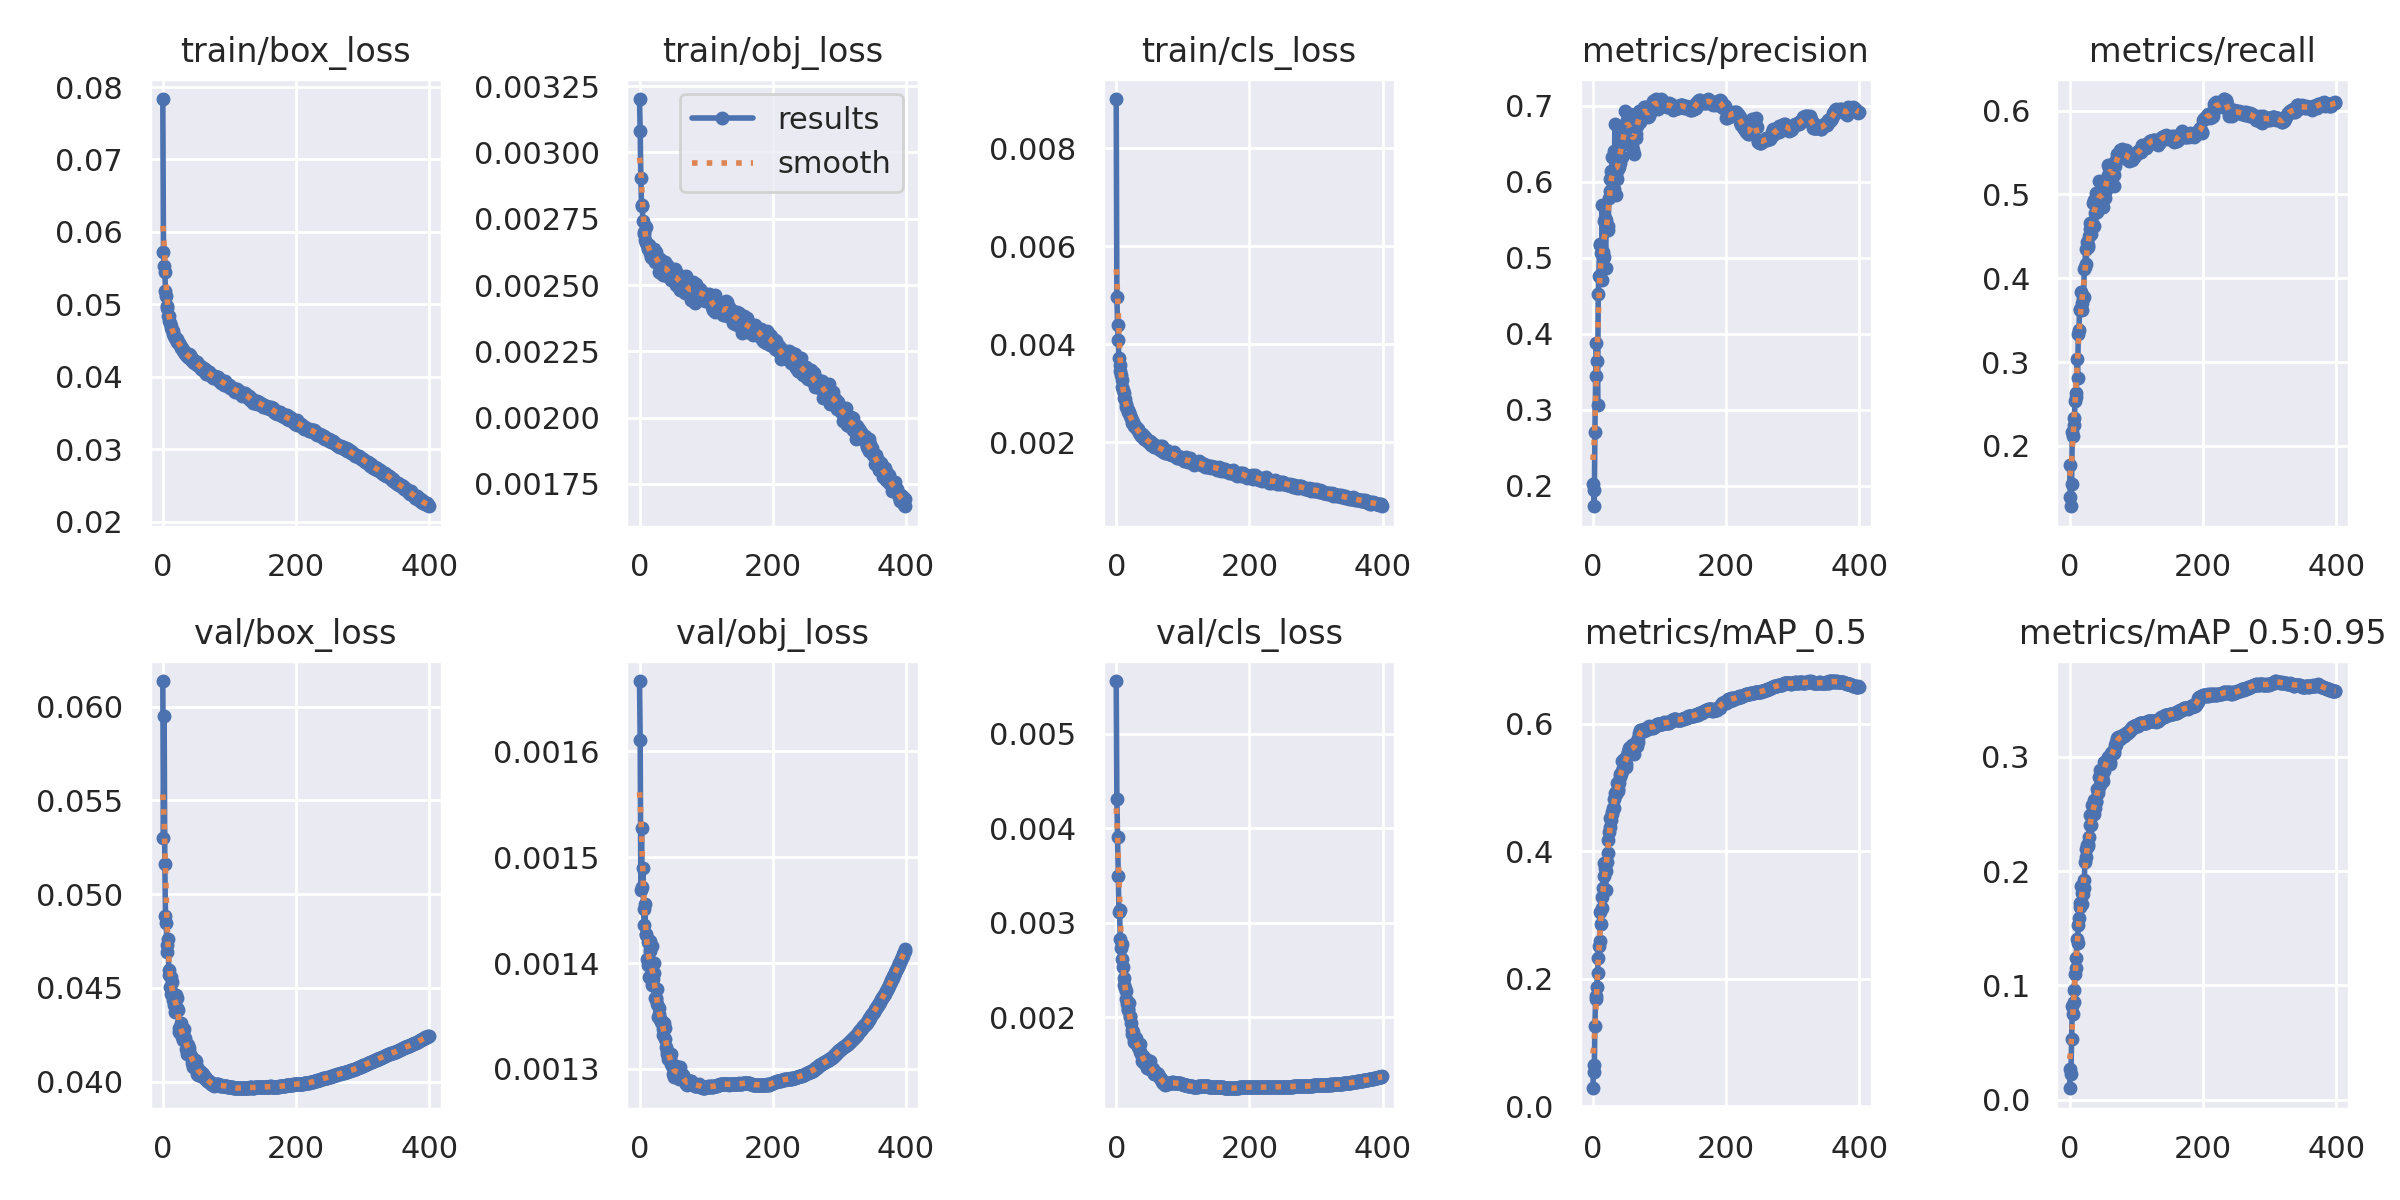 train/box_loss
0.08
0.07
0.06
0.05
0.04
0.03
0.02
0 200 400
train/obj_loss
results
smooth
0.00325
0.00300
0.00275
0.00250
0.00225
0.00200
0.00175
0 200 400
train/cls_loss
0.008
0.006
0.004
0.002
0 200 400
metrics/precision
0.7
0.6
0.5
0.4
0.3
0.2
0 200 400
metrics/recall
0.6
0.5
0.4
0.3
0.2
0 200 400
val/box_loss
0.060
0.055
0.050
0.045
0.040
0 200 400
val/obj_loss
0.0016
0.0015
0.0014
0.0013
0 200 400
val/cls_loss
0.005
0.004
0.003
0.002
0 200 400
metrics/mAP_0.5
0.6
0.4
0.2
0.0
0 200 400
metrics/mAP_0.5:0.95
0.3
0.2
0.1
0.0
0 200 400